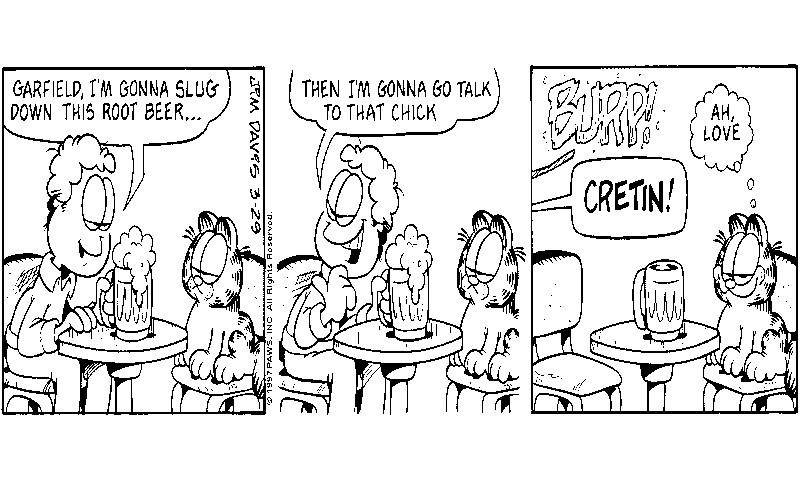 GARFIELD, I'M GONNA SLUG
DOWN THIS ROOT BEER...
JIM DAVIS 3-29
© 1997 PAWS, INC. All Rights Reserved.
THEN I'M GONNA GO TALK
TO THAT CHICK
BURP!
AH,
LOVE
CRETIN!